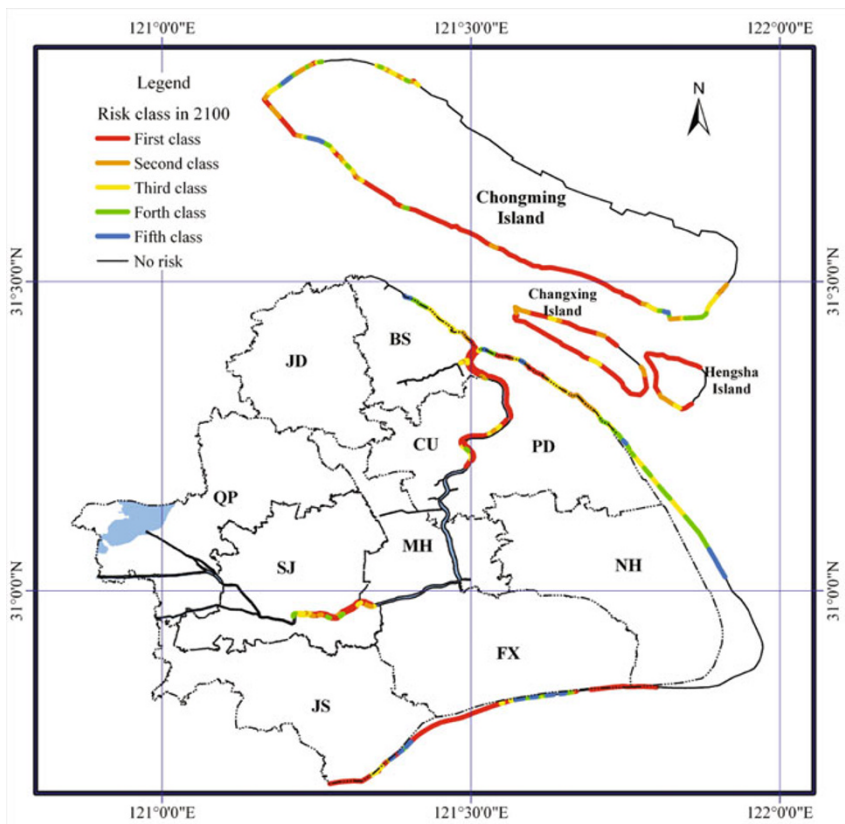 121°0'0"E
121°30'0"E
122°0'0"E
Legend
Risk class in 2100
First class
Second class
Third class
Forth class
Fifth class
No risk
N
Chongming
Island
31°30'0"N
31°30'0"N
Changxing
Island
Hengsha
Island
BS
JD
CU
PD
QP
MH
SJ
NH
31°0'0"N
31°0'0"N
FX
JS
121°0'0"E
121°30'0"E
122°0'0"E